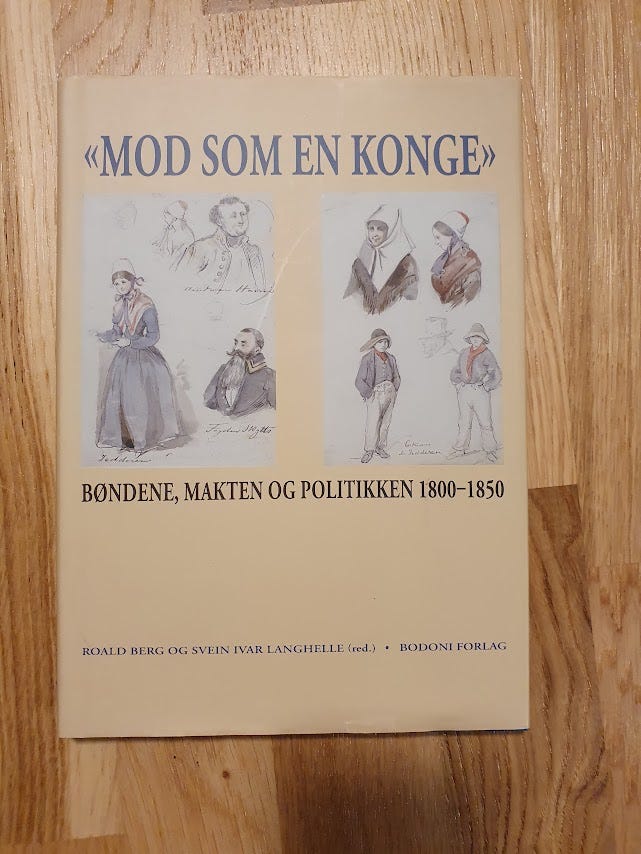 «MOD SOM EN KONGE»
Jedderen
BØNDENE, MAKTEN OG POLITIKKEN 1800–1850
ROALD BERG OG SVEIN IVAR LANGHELLE (red.) • BODONI FORLAG